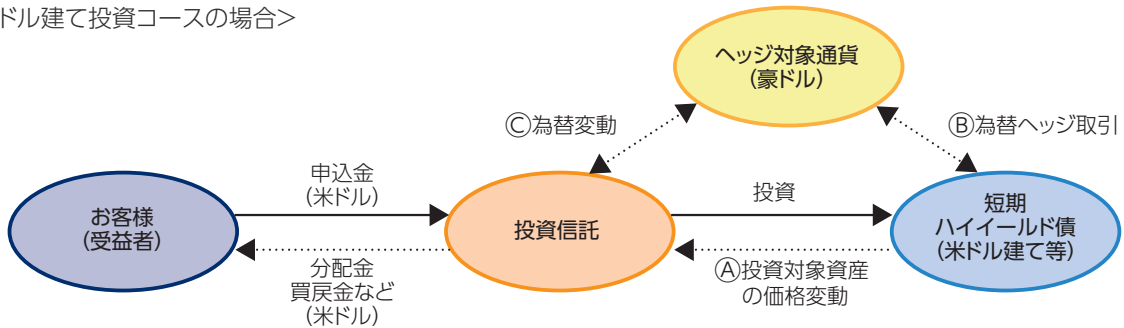 ドル建て投資コースの場合>
ヘッジ対象通貨
(豪ドル)
Ⓒ為替変動
Ⓑ為替ヘッジ取引
申込金
(米ドル)
投資
お客様
(受益者)
投資信託
短期
ハイイールド債
(米ドル建て等)
分配金
買戻金など
(米ドル)
Ⓐ投資対象資産
の価格変動